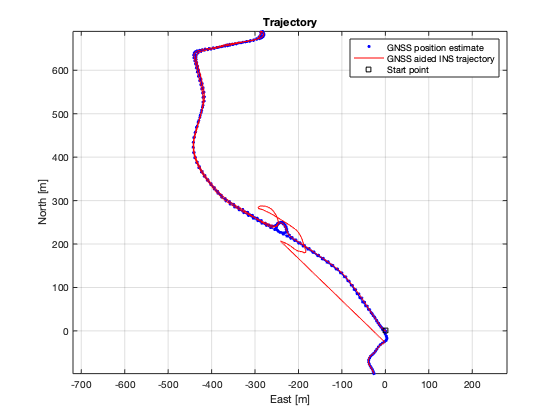 Trajectory
GNSS position estimate
GNSS aided INS trajectory
Start point
North [m]
600
500
400
300
200
100
0
-700 -600 -500 -400 -300 -200 -100 0 100 200
East [m]